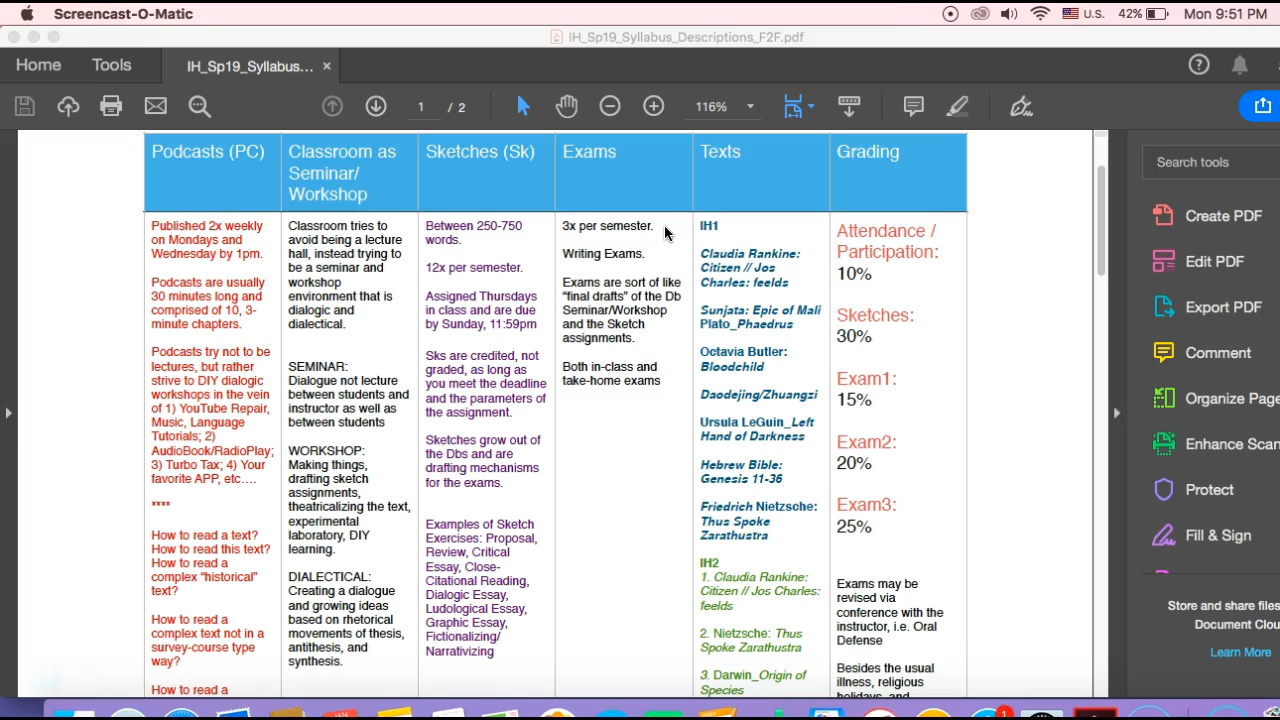 Screencast-O-Matic
U.S.
42%
Mon 9:51 PM
IH_Sp19_Syllabus_Descriptions_F2F.pdf
Home
Tools
IH_Sp19_Syllabus... ×
1 / 2
116%
Podcasts (PC)
Published 2x weekly
on Mondays and
Wednesday by 1pm.
Podcasts are usually
30 minutes long and
comprised of 10, 3-
minute chapters.
Podcasts try not to be
lectures, but rather
strive to DIY dialogic
workshops in the vein
of 1) YouTube Repair,
Music, Language
Tutorials; 2)
AudioBook/RadioPlay;
3) Turbo Tax; 4) Your
favorite APP, etc….
****
How to read a text?
How to read this text?
How to read a
complex “historical”
text?
How to read a
complex text not in a
survey-course type
way?
How to read a
Classroom as
Seminar/
Workshop
Classroom tries to
avoid being a lecture
hall, instead trying to
be a seminar and
workshop
environment that is
dialogic and
dialectical.
SEMINAR:
Dialogue not lecture
between students and
instructor as well as
between students
WORKSHOP:
Making things,
drafting sketch
assignments,
theatricalizing the text,
experimental
laboratory, DIY
learning.
DIALECTICAL:
Creating a dialogue
and growing ideas
based on rhetorical
movements of thesis,
antithesis, and
synthesis.
Sketches (Sk)
Between 250-750
words.
12x per semester.
Assigned Thursdays
in class and are due
by Sunday, 11:59pm
Sks are credited, not
graded, as long as
you meet the deadline
and the parameters of
the assignment.
Sketches grow out of
the Dbs and are
drafting mechanisms
for the exams.
Examples of Sketch
Exercises: Proposal,
Review, Critical
Essay, Close-
Citational Reading,
Dialogic Essay,
Ludological Essay,
Graphic Essay,
Fictionalizing/
Narrativizing
Exams
3x per semester.
Writing Exams.
Exams are sort of like
“final drafts” of the Db
Seminar/Workshop
and the Sketch
assignments.
Both in-class and
take-home exams
Texts
IH1
Claudia Rankine:
Citizen // Jos
Charles: feelds
Sunjata: Epic of Mali
Plato_Phaedrus
Octavia Butler:
Bloodchild
Daodejing/Zhuangzi
Ursula LeGuin_Left
Hand of Darkness
Hebrew Bible:
Genesis 11-36
Friedrich Nietzsche:
Thus Spoke
Zarathustra
IH2
1. Claudia Rankine:
Citizen // Jos Charles:
feelds
2. Nietzsche: Thus
Spoke Zarathustra
3. Darwin_Origin of
Species
Grading
Attendance /
Participation:
10%
Sketches:
30%
Exam1:
15%
Exam2:
20%
Exam3:
25%
Exams may be
revised via
conference with the
instructor, i.e. Oral
Defense
Besides the usual
illness, religious
holidays, and
Search tools
Create PDF
Edit PDF
Export PDF
Comment
Organize Page
Enhance Scan
Protect
Fill & Sign
Store and share files
Document Clou
Learn More
1